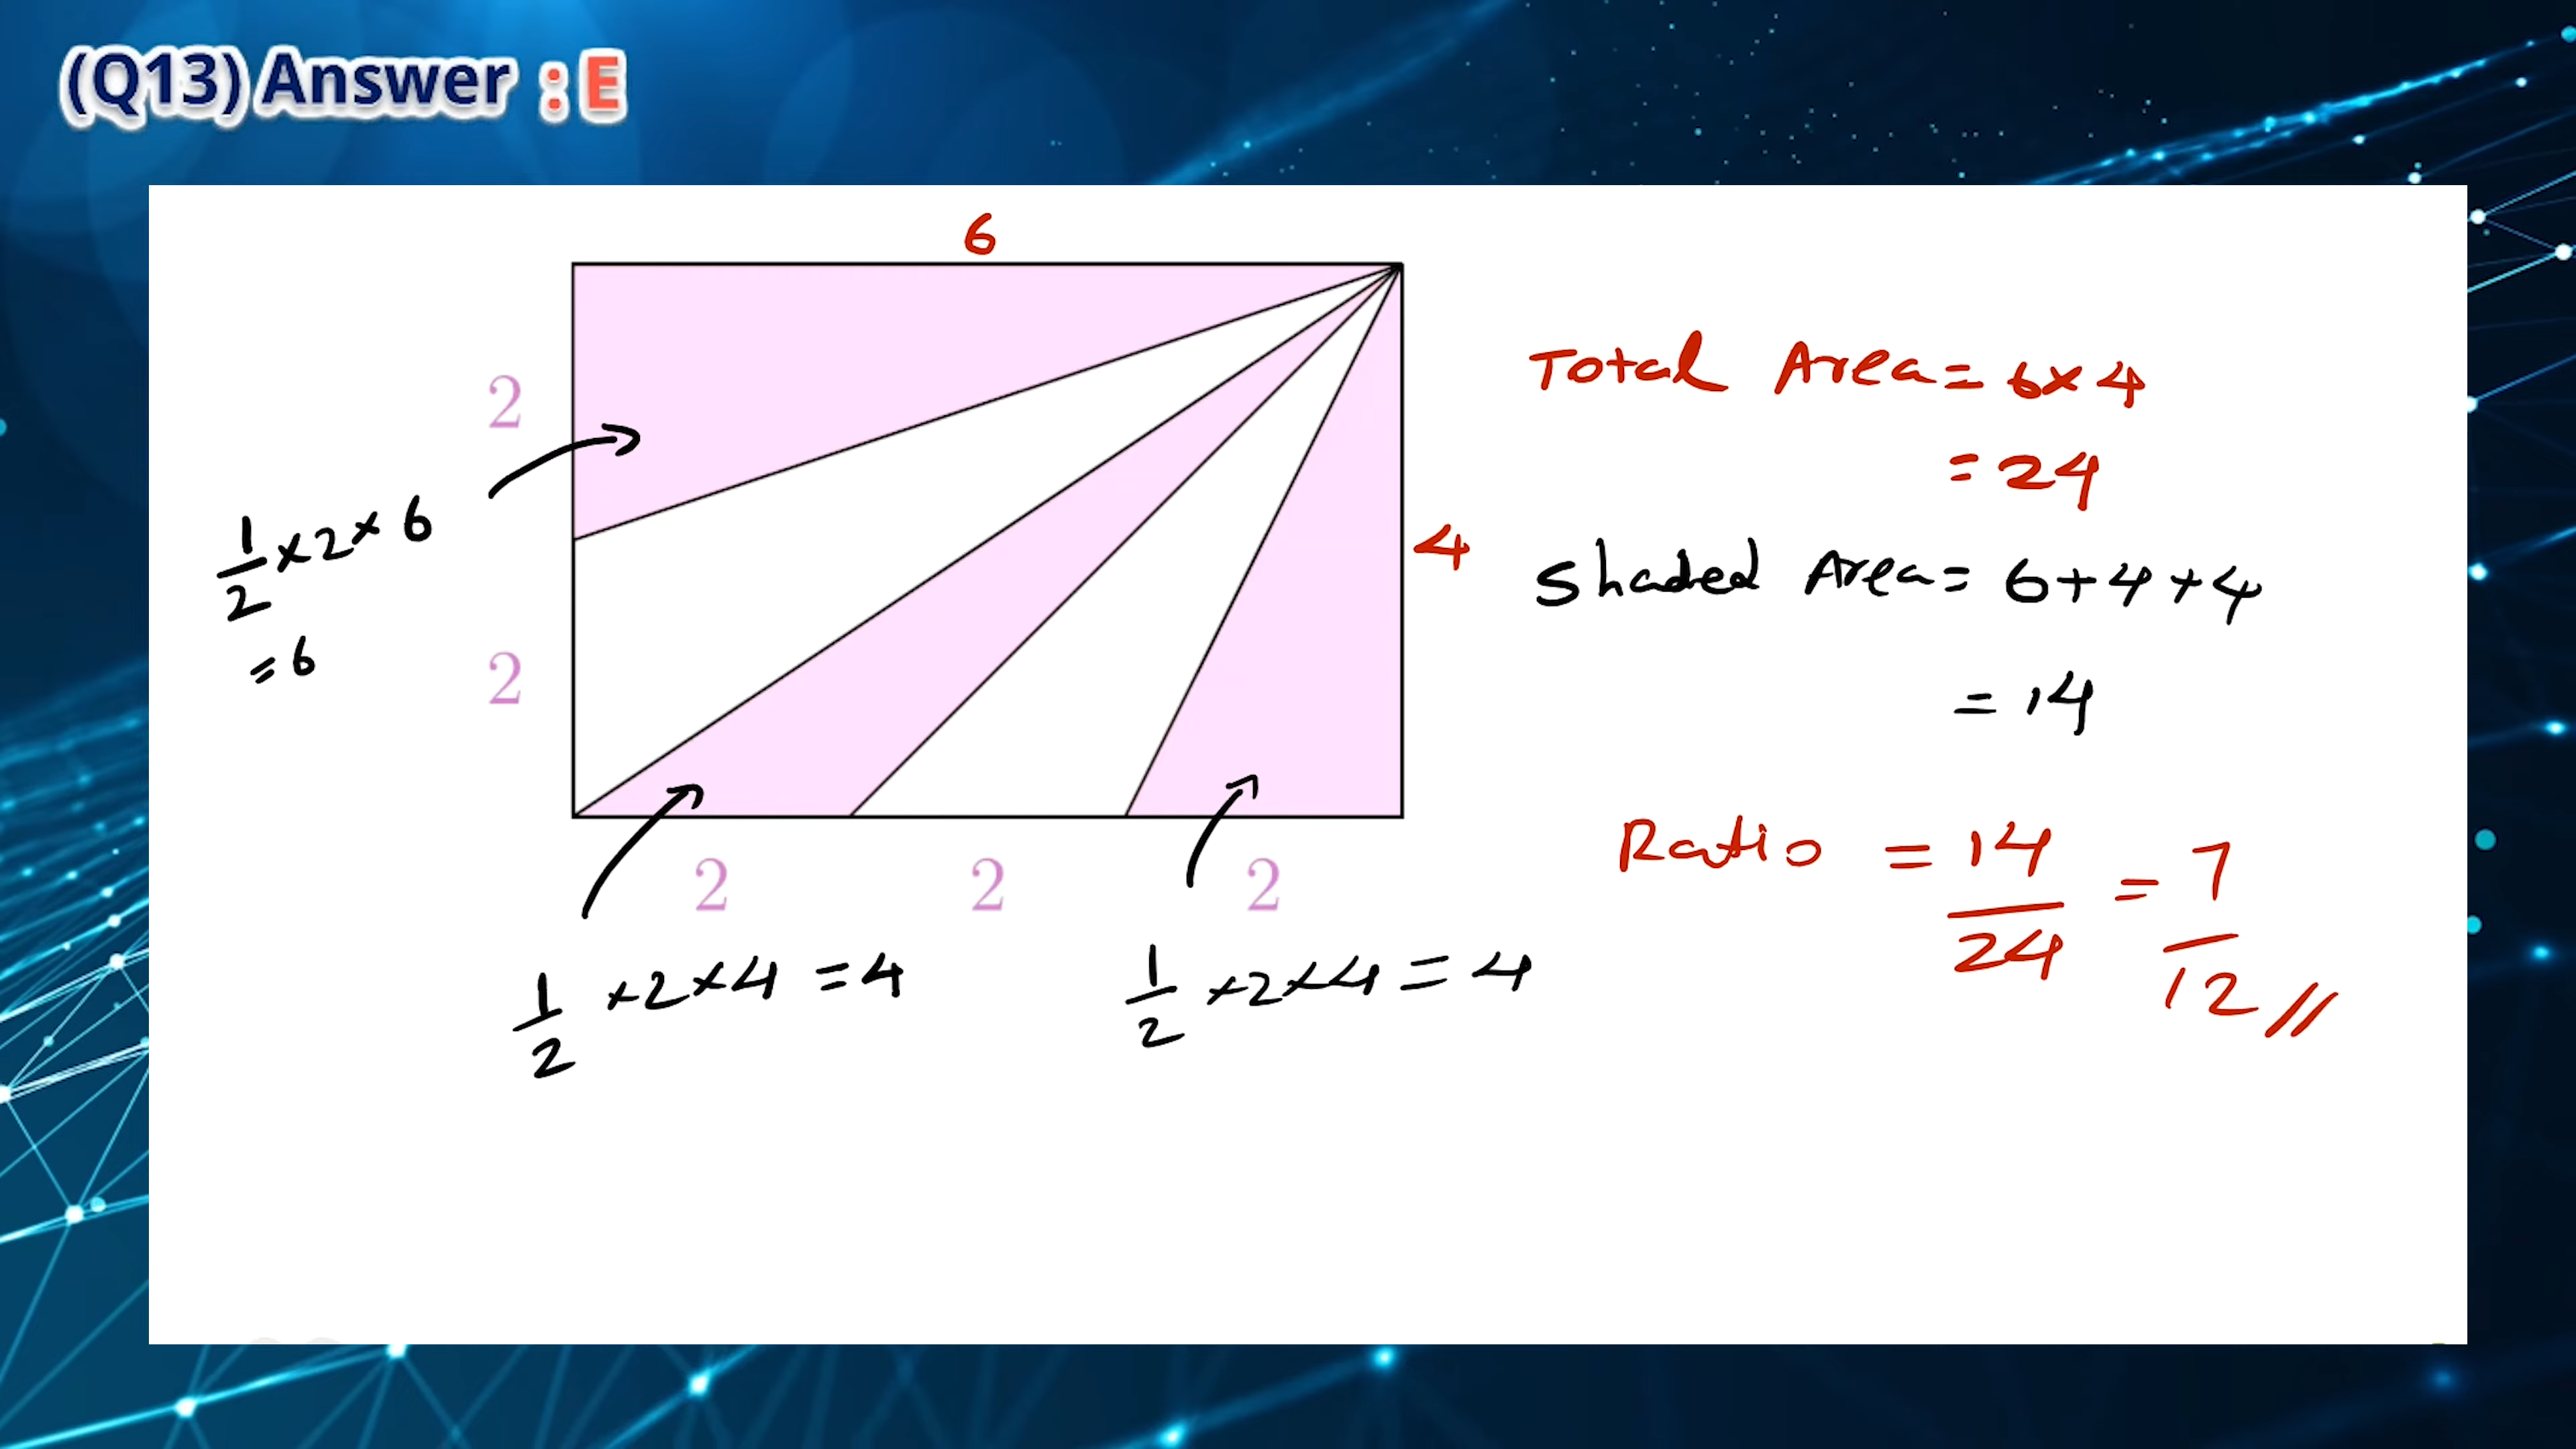 (Q13) Answer : E
6
2
1/2 × 2 × 6
= 6
2
4
2 2 2
1/2 × 2 × 4 = 4
1/2 × 2 × 4 = 4
Total Area = 6 × 4
= 24
Shaded Area = 6 + 4 + 4
= 14
Ratio = 14/24 = 7/12 //